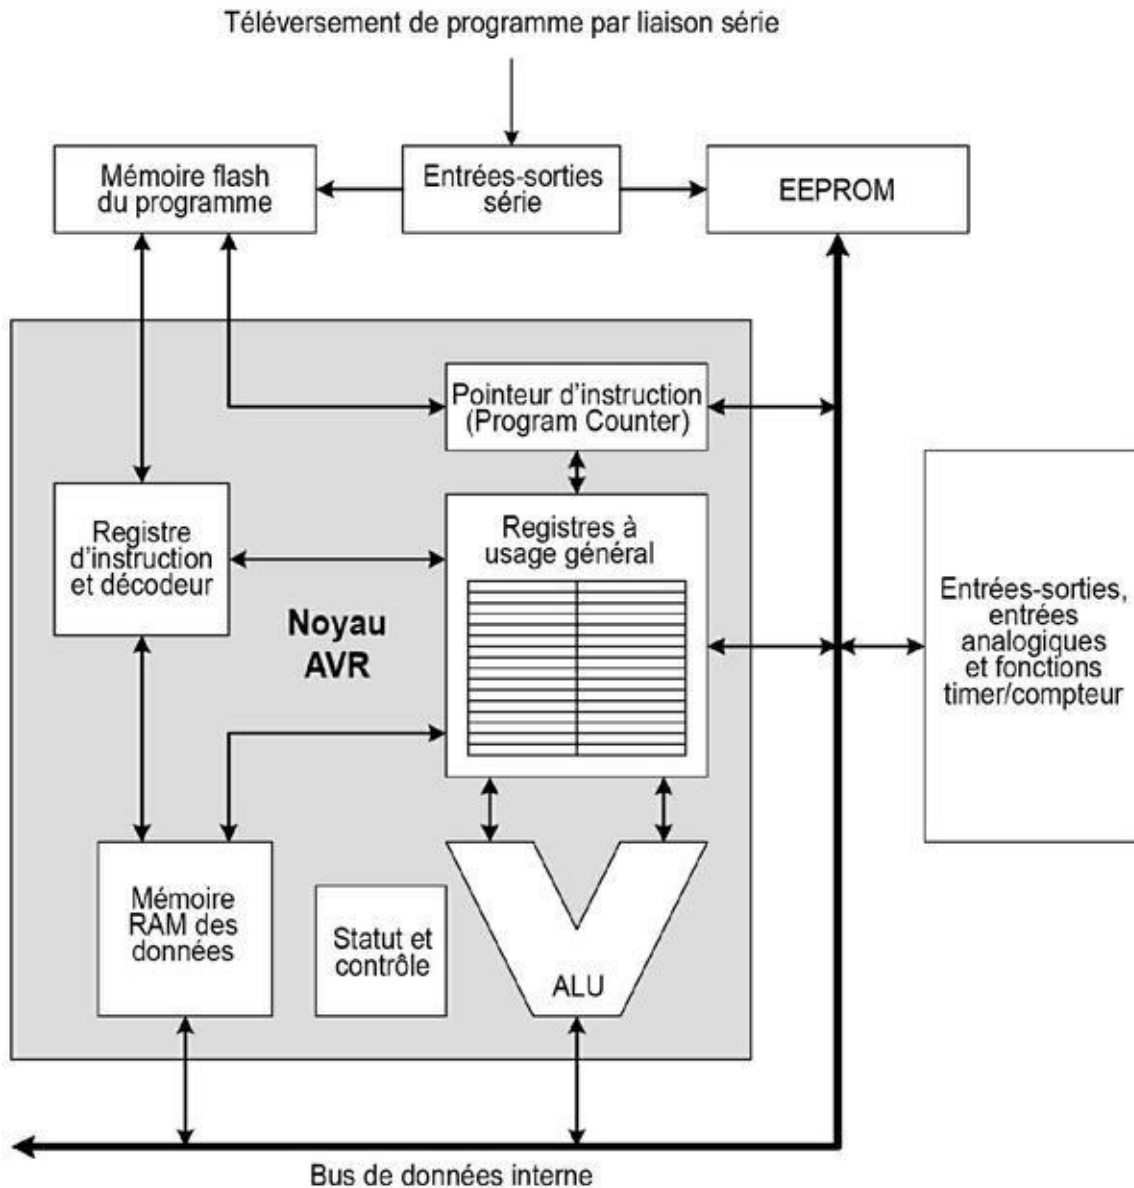 Téléversement de programme par liaison série
Mémoire flash
du programme
Entrées-sorties
série
EEPROM
Pointeur d'instruction
(Program Counter)
Registre
d'instruction
et décodeur
Registres à
usage général
Noyau
AVR
Entrées-sorties,
entrées
analogiques
et fonctions
timer/compteur
Mémoire
RAM des
données
Statut et
contrôle
ALU
Bus de données interne